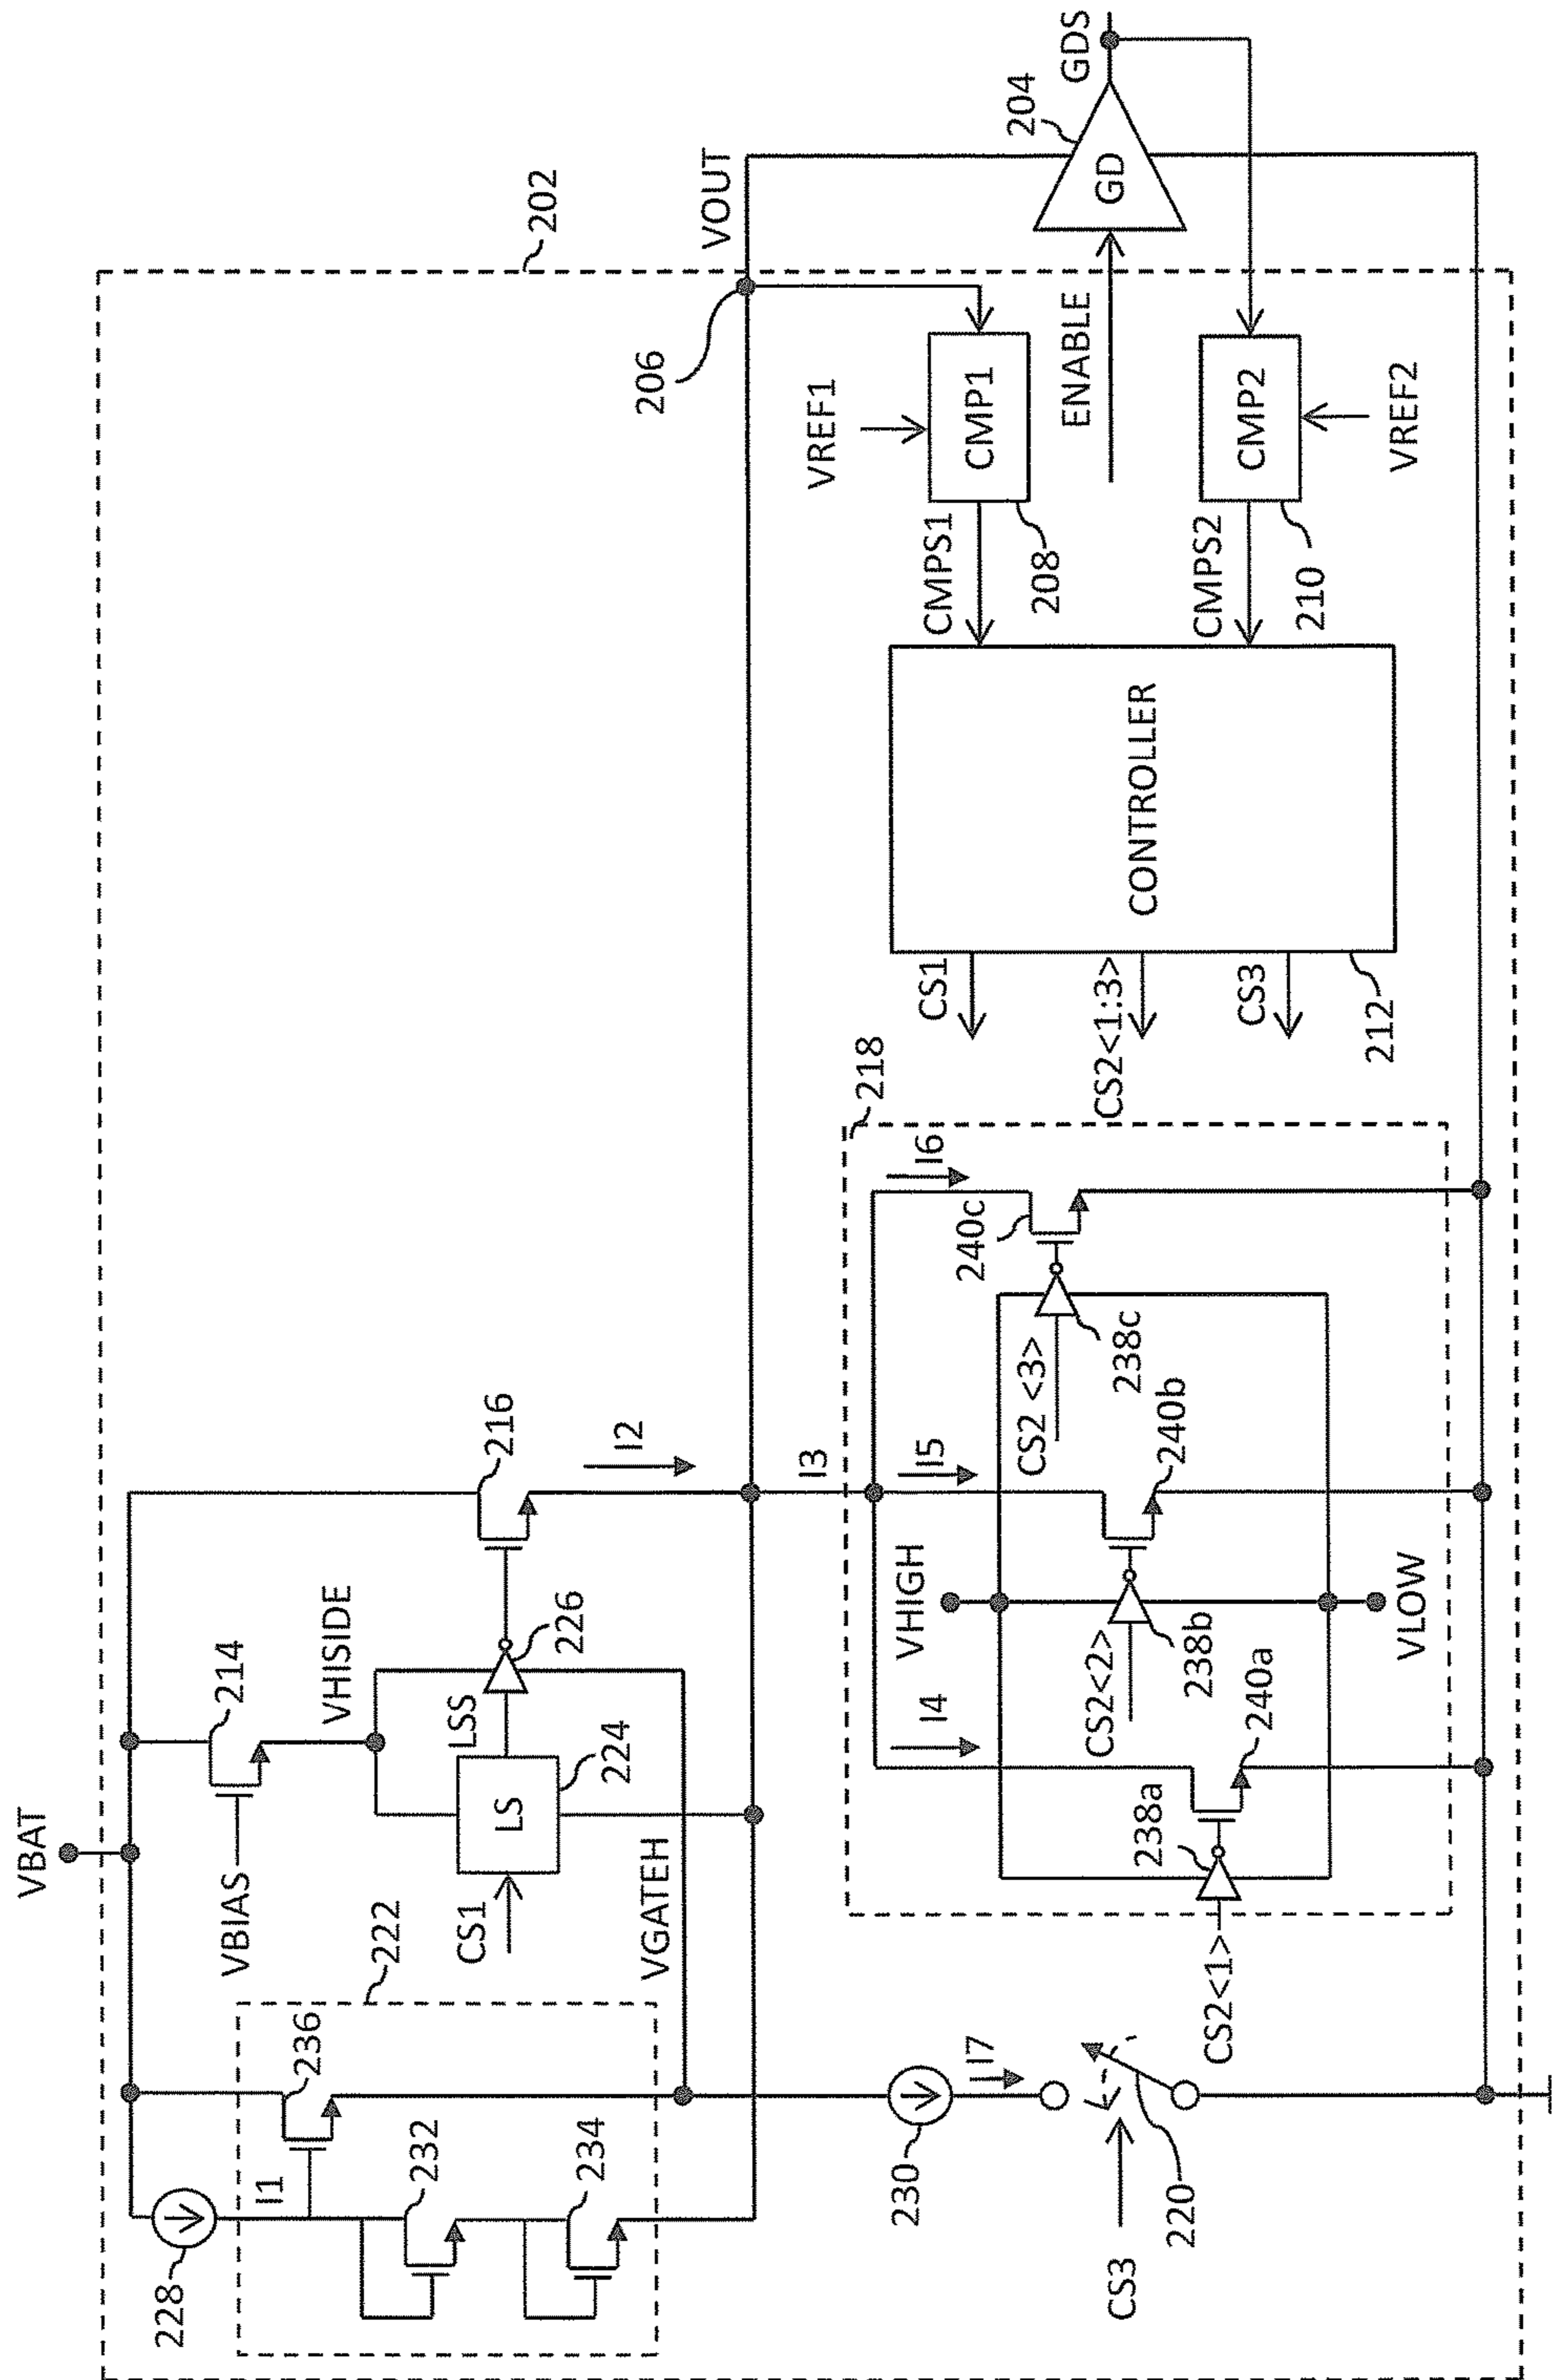 VBAT
228
I1
236
232
234
222
VBIAS
214
VHISIDE
CS1
LS
LSS
224
226
216
I2
VGATEH
202
206
VOUT
230
I7
CS3
220
218
I3
I4
I5
I6
VHIGH
VLOW
CS2<1>
238a
240a
CS2<2>
238b
240b
CS2 <3>
238c
240c
CS1
CS2<1:3>
CS3
CONTROLLER
212
CMPS1
CMPS2
VREF1
CMP1
208
ENABLE
CMP2
210
VREF2
GD
204
GDS